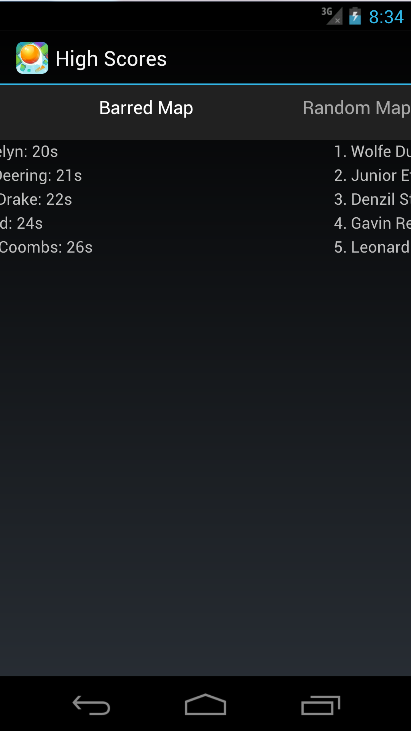 3G 8:34
High Scores
Barred Map Random Map
elyn: 20s
Deering: 21s
Drake: 22s
d: 24s
Coombs: 26s
1. Wolfe Du
2. Junior E
3. Denzil S
4. Gavin Re
5. Leonard